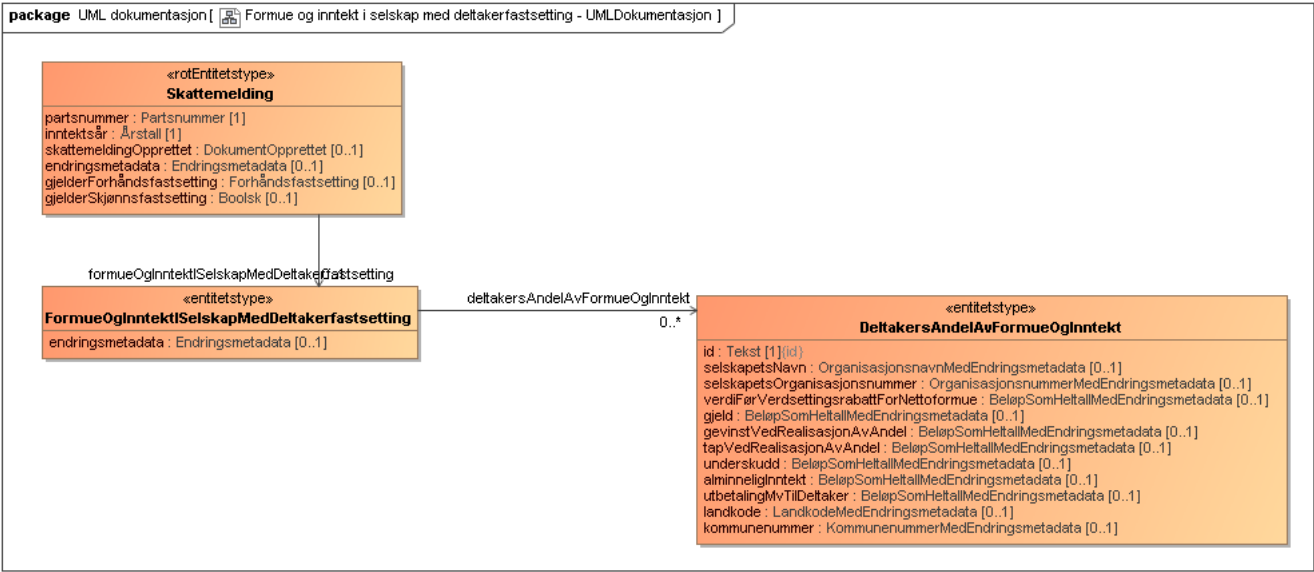 package UML dokumentasjon [ Formue og inntekt i selskap med deltakerfastsetting - UMLDokumentasjon ]
«rotEntitetstype»
Skattemelding
partsnummer : Partsnummer [1]
inntektsår : Årstall [1]
skattemeldingOpprettet : DokumentOpprettet [0..1]
endringsmetadata : Endringsmetadata [0..1]
gjelderForhåndsfastsetting : Forhåndsfastsetting [0..1]
gjelderSkjønnsfastsetting : Boolsk [0..1]
formueOgInntektISelskapMedDeltakerfastsetting
«entitetstype»
FormueOgInntektISelskapMedDeltakerfastsetting
endringsmetadata : Endringsmetadata [0..1]
deltakersAndelAvFormueOgInntekt
0..*
«entitetstype»
DeltakersAndelAvFormueOgInntekt
id : Tekst [1]{id}
selskapetsNavn : OrganisasjonsnavnMedEndringsmetadata [0..1]
selskapetsOrganisasjonsnummer : OrganisasjonsnummerMedEndringsmetadata [0..1]
verdiFørVerdsettingsrabattForNettoformue : BeløpSomHeltallMedEndringsmetadata [0..1]
gjeld : BeløpSomHeltallMedEndringsmetadata [0..1]
gevinstVedRealisasjonAvAndel : BeløpSomHeltallMedEndringsmetadata [0..1]
tapVedRealisasjonAvAndel : BeløpSomHeltallMedEndringsmetadata [0..1]
underskudd : BeløpSomHeltallMedEndringsmetadata [0..1]
alminneligInntekt : BeløpSomHeltallMedEndringsmetadata [0..1]
utbetalingMvTilDeltaker : BeløpSomHeltallMedEndringsmetadata [0..1]
landkode : LandkodeMedEndringsmetadata [0..1]
kommunenummer : KommunenummerMedEndringsmetadata [0..1]